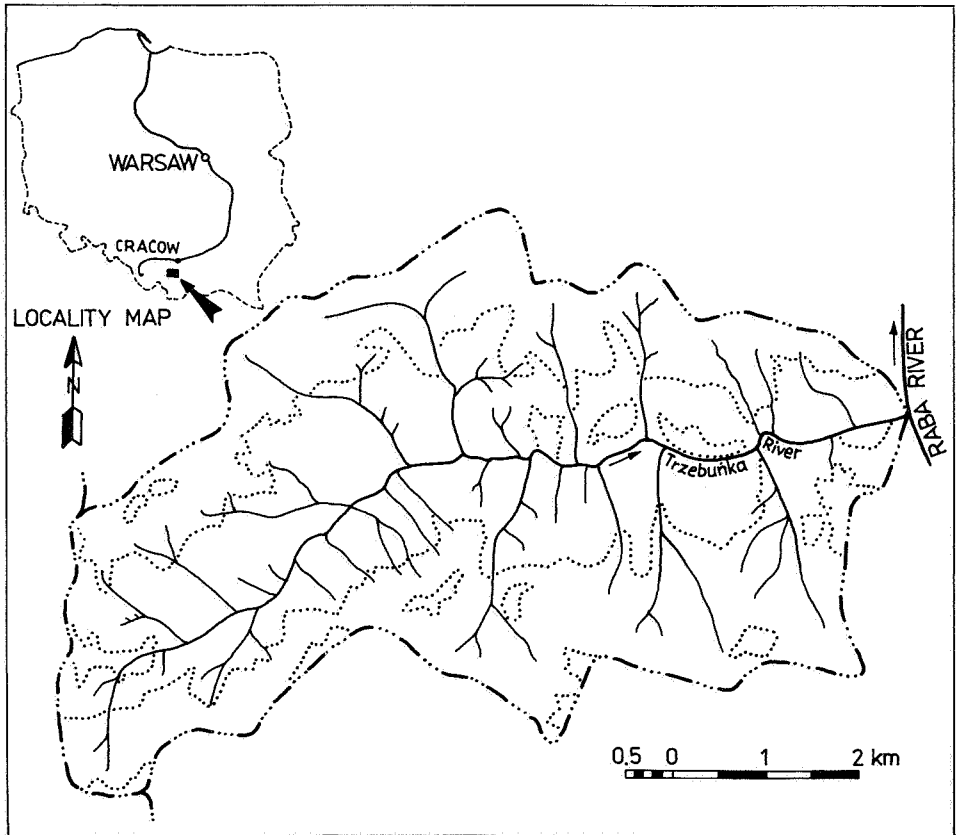 WARSAW
CRACOW
LOCALITY MAP
N
RABA RIVER
Trzebuńka River
0.5 0 1 2 km